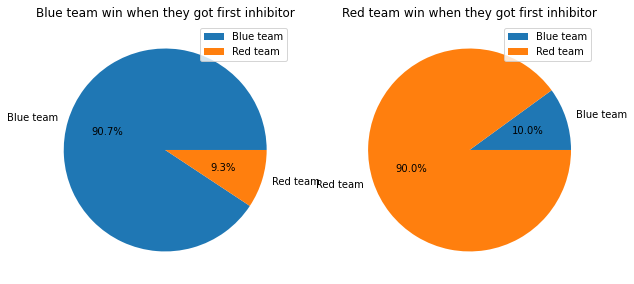 Blue team win when they got first inhibitor
Blue team
Red team
Blue team
90.7%
9.3%
Red team
Red team win when they got first inhibitor
Blue team
Red team
Blue team
10.0%
90.0%
Red team